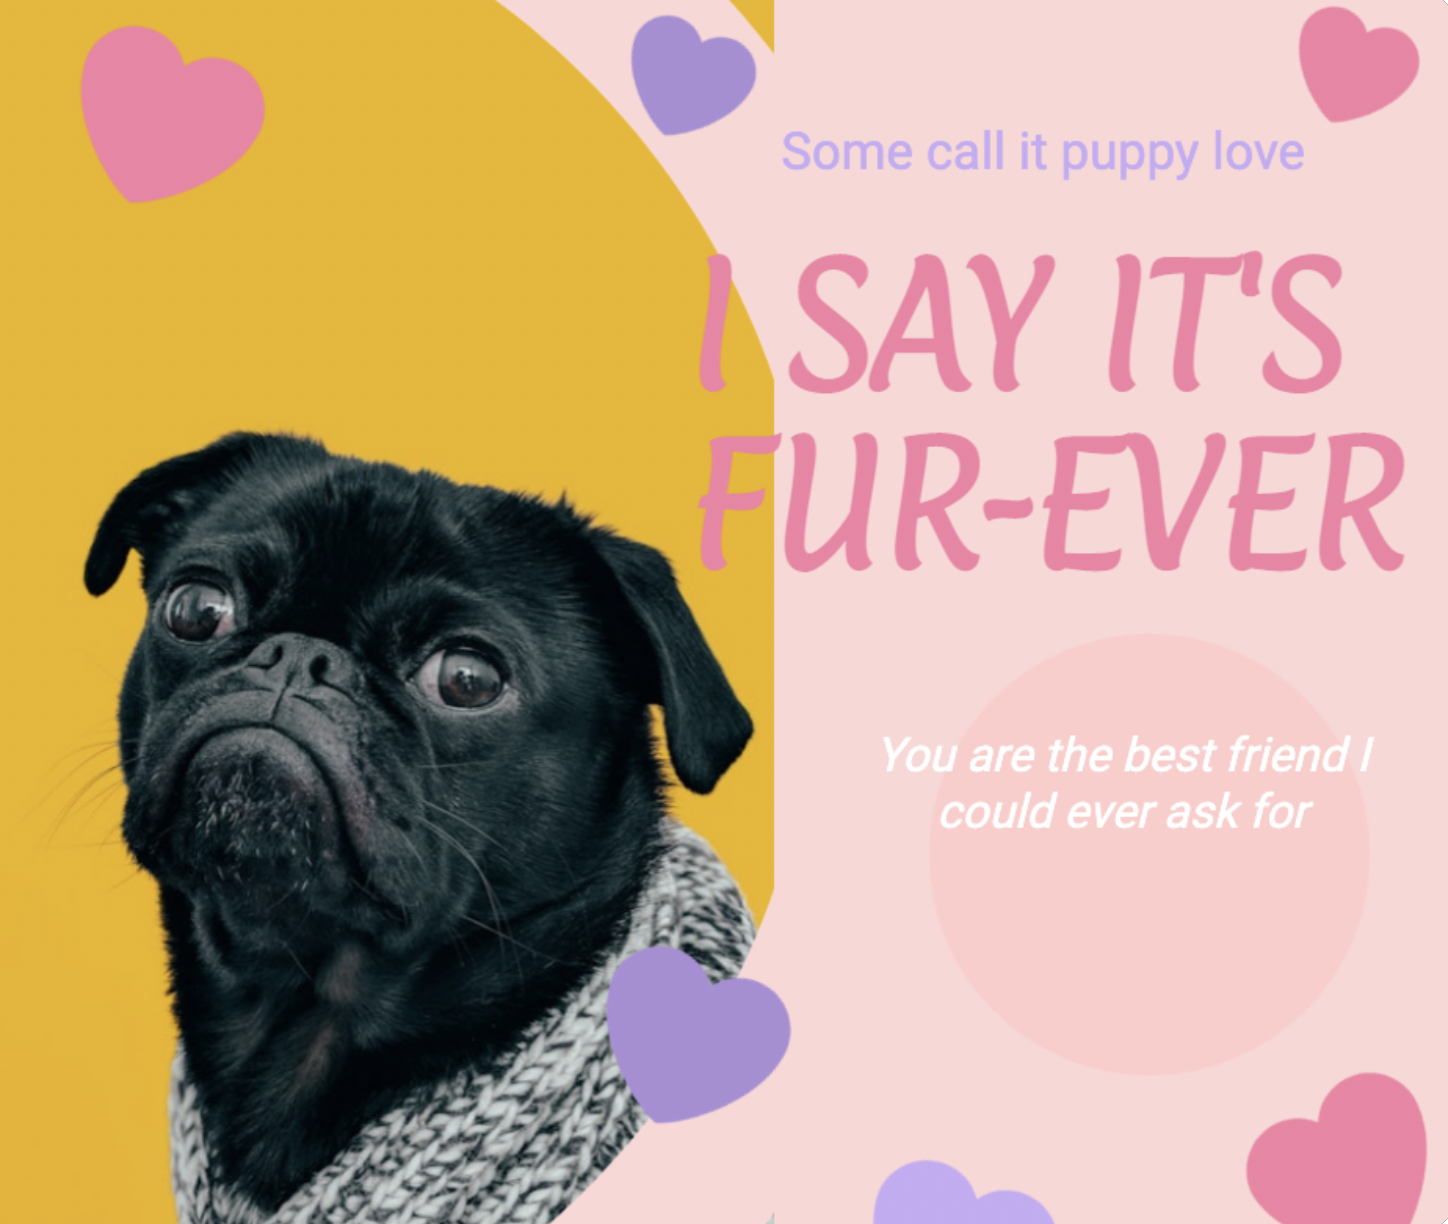 Some call it puppy love
I SAY IT'S
FUR-EVER
You are the best friend I
could ever ask for